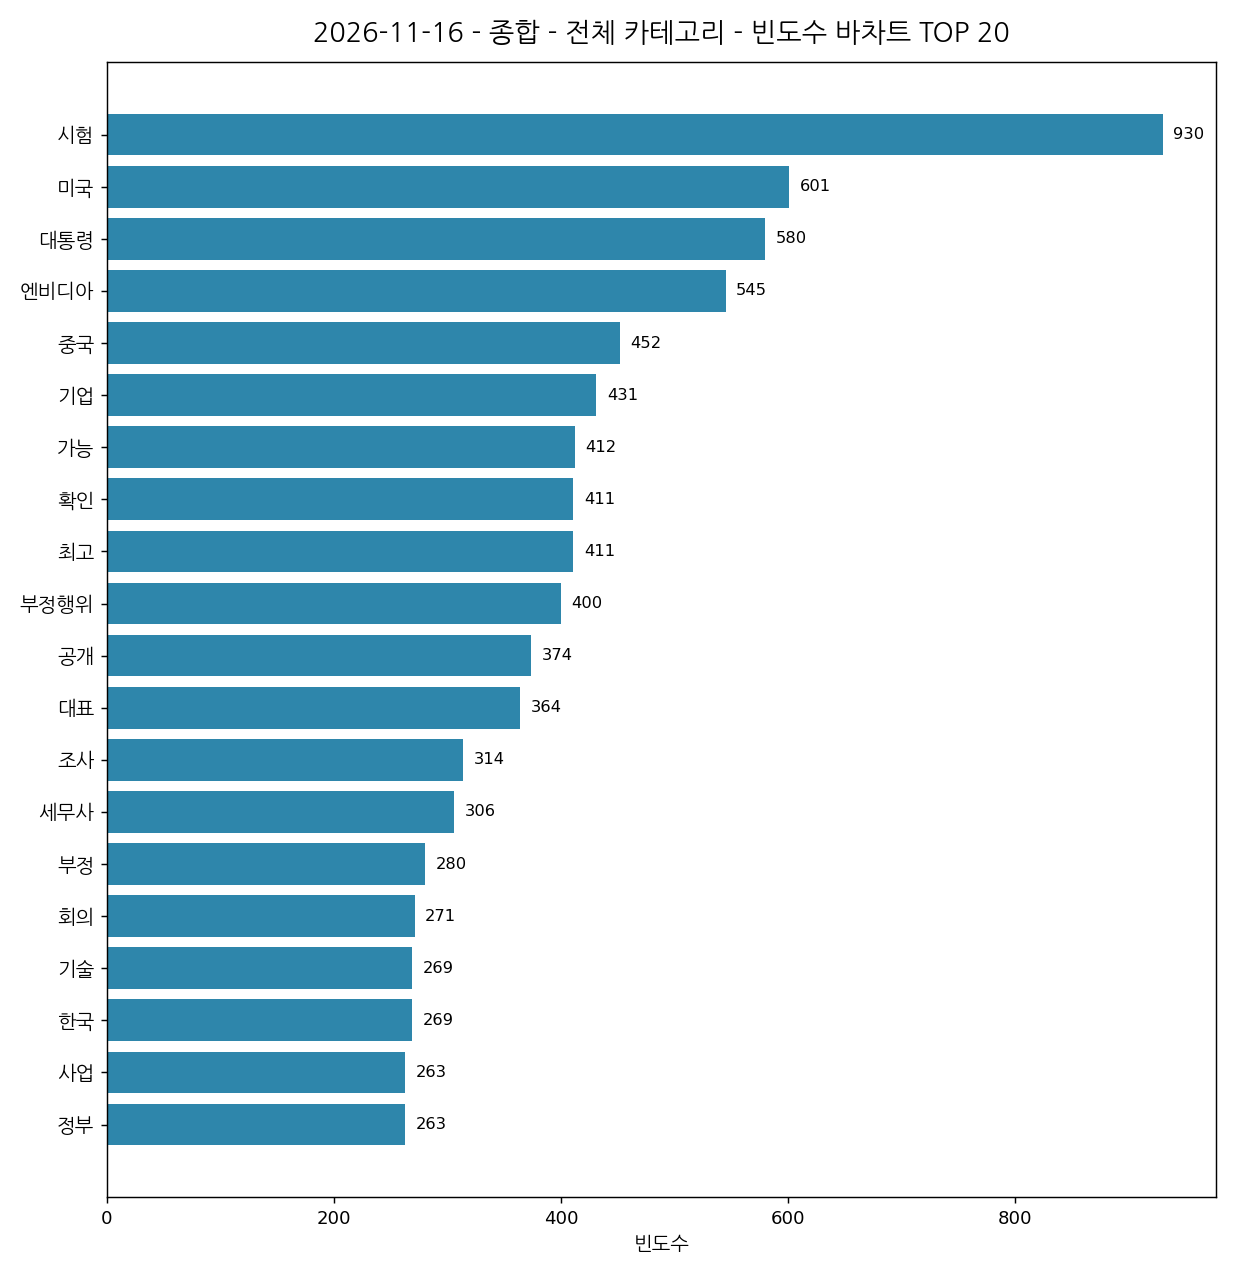 2026-11-16 - 종합 - 전체 카테고리 - 빈도수 바차트 TOP 20
시험 930
미국 601
대통령 580
엔비디아 545
중국 452
기업 431
가능 412
확인 411
최고 411
부정행위 400
공개 374
대표 364
조사 314
세무사 306
부정 280
회의 271
기술 269
한국 269
사업 263
정부 263
0 200 400 600 800
빈도수